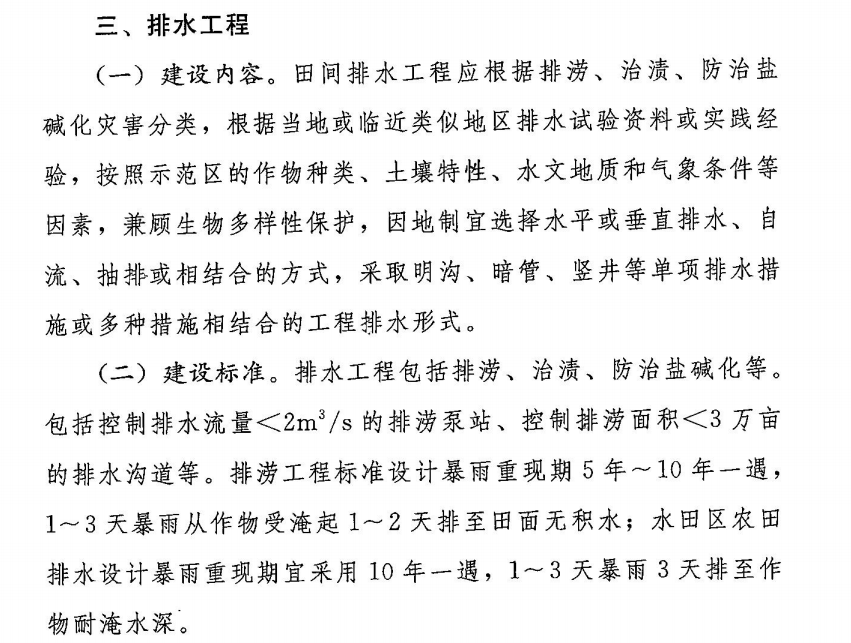 三、排水工程
（一）建设内容。田间排水工程应根据排涝、治渍、防治盐
碱化灾害分类，根据当地或临近类似地区排水试验资料或实践经
验，按照示范区的作物种类、土壤特性、水文地质和气象条件等
因素，兼顾生物多样性保护，因地制宜选择水平或垂直排水、自
流、抽排或相结合的方式，采取明沟、暗管、竖井等单项排水措
施或多种措施相结合的工程排水形式。
（二）建设标准。排水工程包括排涝、治渍、防治盐碱化等。
包括控制排水流量＜2m³/s 的排涝泵站、控制排涝面积＜3 万亩
的排水沟道等。排涝工程标准设计暴雨重现期 5 年～10 年一遇，
1～3 天暴雨从作物受淹起 1～2 天排至田面无积水；水田区农田
排水设计暴雨重现期宜采用 10 年一遇，1～3 天暴雨 3 天排至作
物耐淹水深。